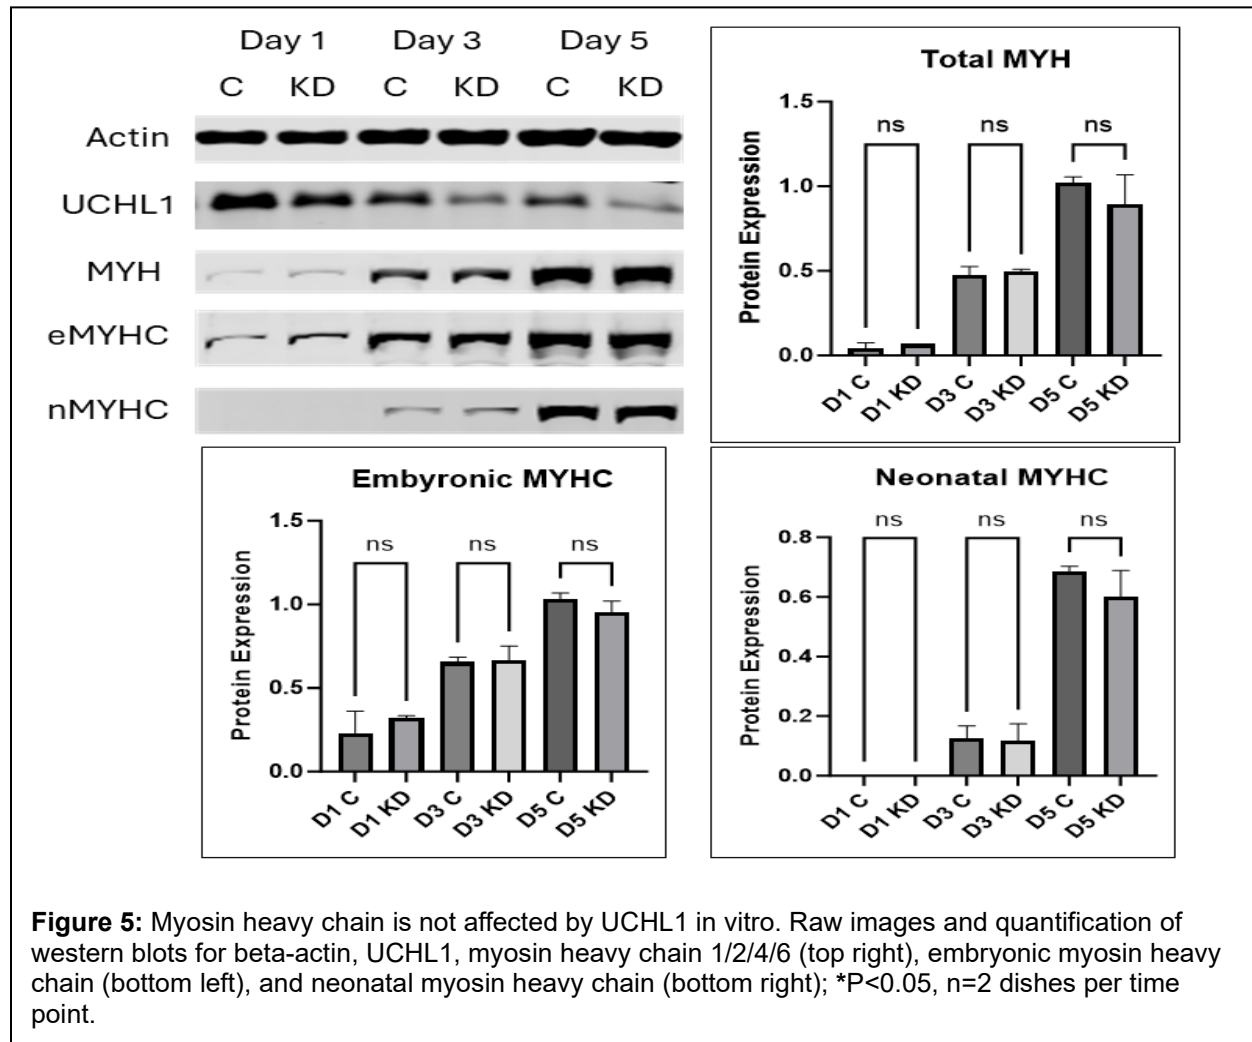 Day 1 Day 3 Day 5
C KD C KD C KD
Actin
UCHL1
MYH
eMYHC
nMYHC
Total MYH
Protein Expression
1.5
1.0
0.5
0.0
ns ns ns
D1 C D1 KD D3 C D3 KD D5 C D5 KD
Embyronic MYHC
Protein Expression
1.5
1.0
0.5
0.0
ns ns ns
D1 C D1 KD D3 C D3 KD D5 C D5 KD
Neonatal MYHC
Protein Expression
0.8
0.6
0.4
0.2
0.0
ns ns ns
D1 C D1 KD D3 C D3 KD D5 C D5 KD
Figure 5: Myosin heavy chain is not affected by UCHL1 in vitro. Raw images and quantification of
western blots for beta-actin, UCHL1, myosin heavy chain 1/2/4/6 (top right), embryonic myosin heavy
chain (bottom left), and neonatal myosin heavy chain (bottom right); *P<0.05, n=2 dishes per time
point.